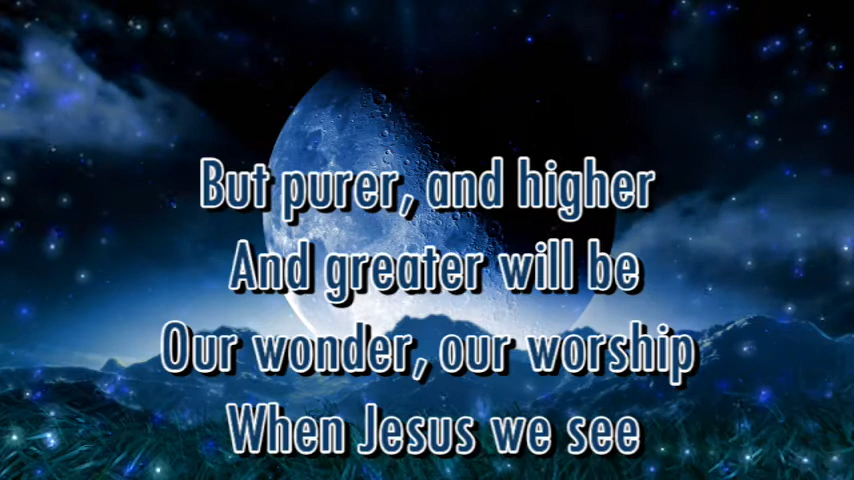 But purer, and higher
And greater will be
Our wonder, our worship
When Jesus we see